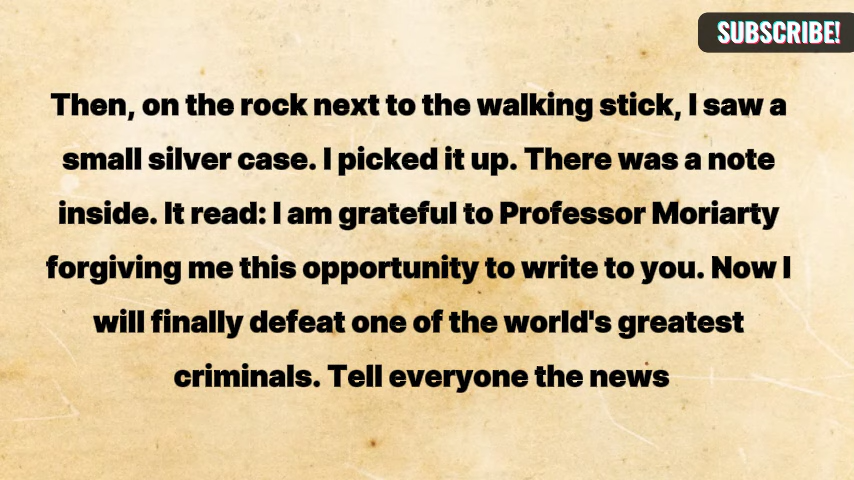 SUBSCRIBE!
Then, on the rock next to the walking stick, I saw a
small silver case. I picked it up. There was a note
inside. It read: I am grateful to Professor Moriarty
forgiving me this opportunity to write to you. Now I
will finally defeat one of the world's greatest
criminals. Tell everyone the news